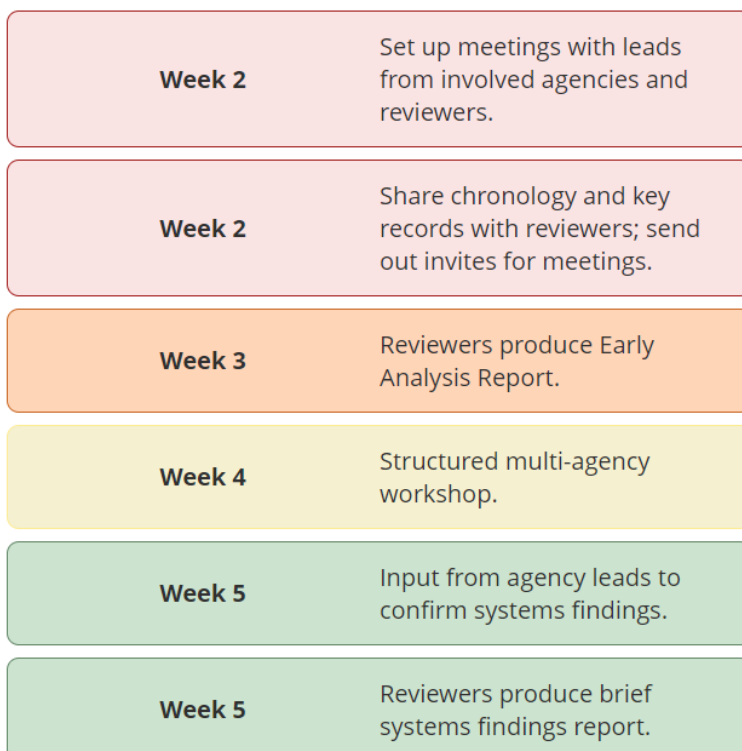 Set up meetings with leads
Week 2
from involved agencies and
reviewers.
Share chronology and key
Week 2
records with reviewers; send
out invites for meetings.
Week 3
Reviewers produce Early
Analysis Report.
Week 4
Structured multi-agency
workshop.
Week 5
Input from agency leads to
confirm systems findings.
Week 5
Reviewers produce brief
systems findings report.